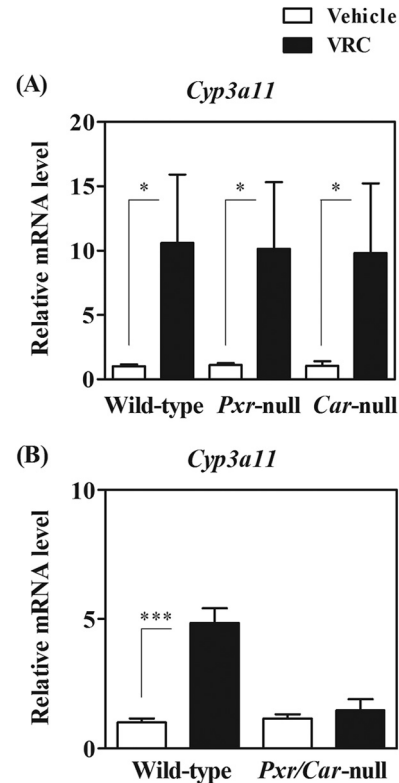 Vehicle
VRC
(A)
Cyp3a11
Relative mRNA level
20
15
10
5
0
*
*
*
Wild-type Pxr-null Car-null
(B)
Cyp3a11
Relative mRNA level
10
5
0
***
Wild-type Pxr/Car-null